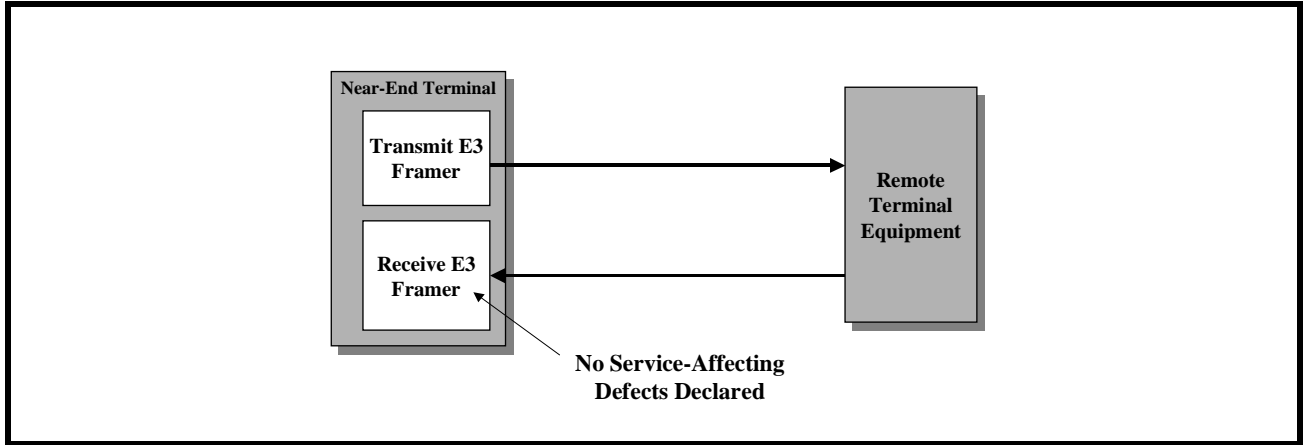 Near-End Terminal
Transmit E3
Framer
Receive E3
Framer
Remote
Terminal
Equipment
No Service-Affecting
Defects Declared